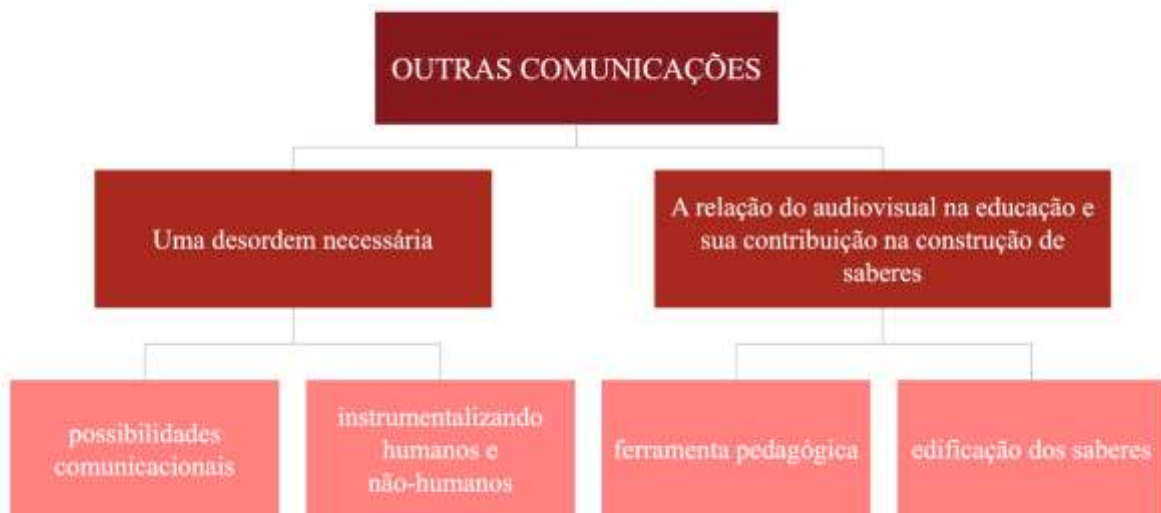 OUTRAS COMUNICAÇÕES
Uma desordem necessária
A relação do audiovisual na educação e
sua contribuição na construção de
saberes
possibilidades
comunicacionais
instrumentalizando
humanos e
não-humanos
ferramenta pedagógica
edificação dos saberes